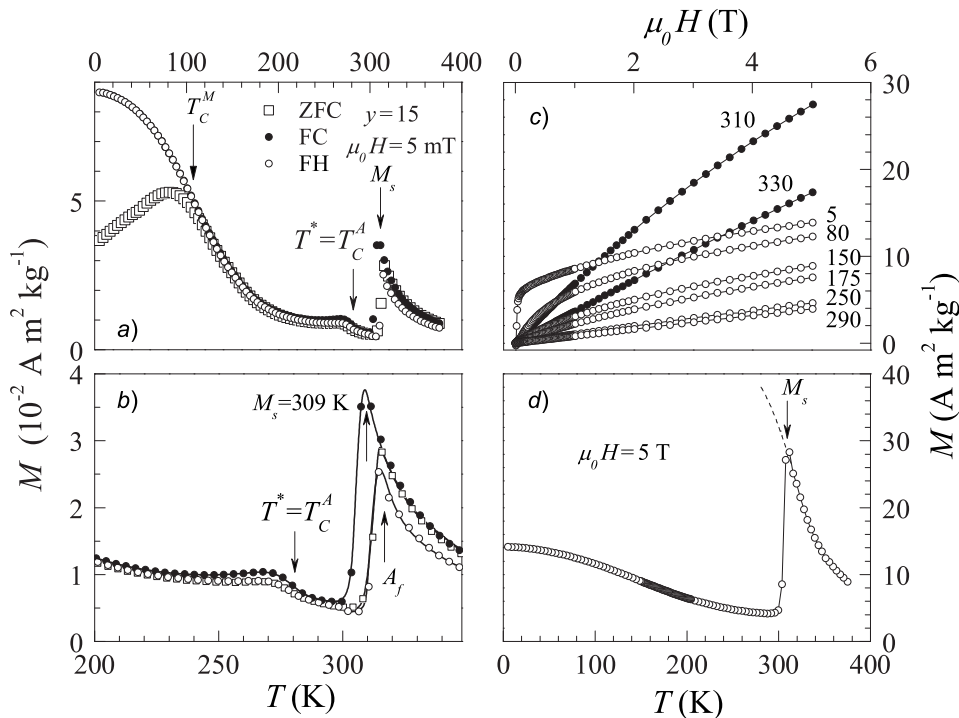 μ₀H (T)
0 100 200 300 400
0 2 4 6
T_C^M
ZFC y = 15
FC μ₀H = 5 mT
FH
M_s
T* = T_C^A
5
a)
c)
310
330
5
80
150
175
250
290
30
20
10
0
M (10⁻² A m² kg⁻¹)
M (A m² kg⁻¹)
4
3
2
1
0
b)
M_s=309 K
T* = T_C^A
A_f
200 250 300
T (K)
d)
M_s
μ₀H = 5 T
40
30
20
10
0
0 100 200 300 400
T (K)